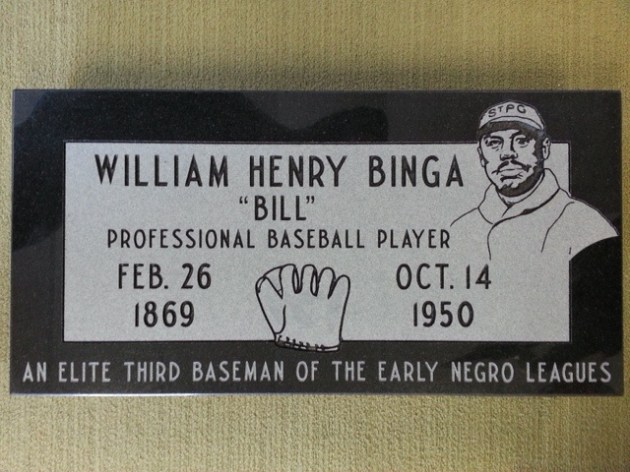 STPG
WILLIAM HENRY BINGA
“BILL”
PROFESSIONAL BASEBALL PLAYER
FEB. 26
1869
OCT. 14
1950
AN ELITE THIRD BASEMAN OF THE EARLY NEGRO LEAGUES